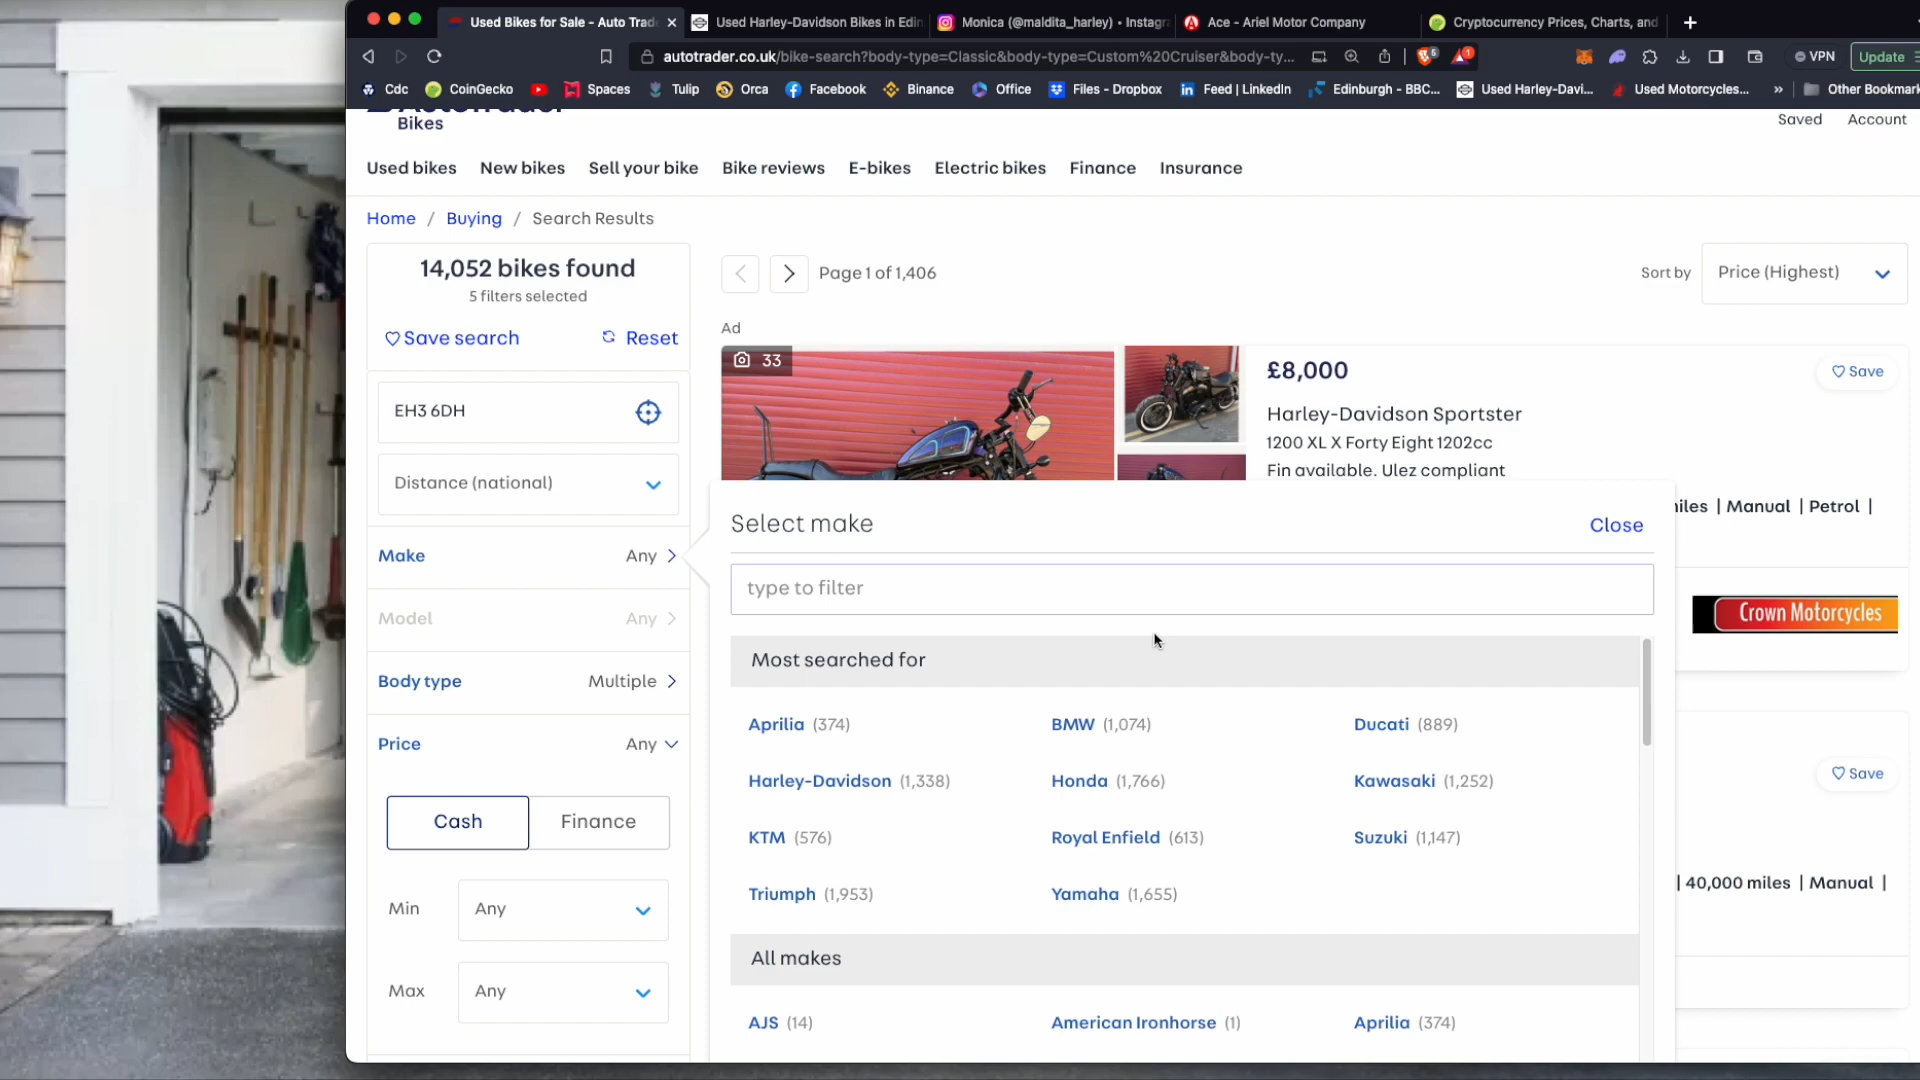 Used Bikes for Sale - Auto Trad
Used Harley-Davidson Bikes in Edin
Monica (@maldita_harley) • Instagra
Ace - Ariel Motor Company
Cryptocurrency Prices, Charts, and
autotrader.co.uk/bike-search?body-type=Classic&body-type=Custom%20Cruiser&body-ty...
5
1
VPN
Update
Cdc
CoinGecko
Spaces
Tulip
Orca
Facebook
Binance
Office
Files - Dropbox
Feed | LinkedIn
Edinburgh - BBC...
Used Harley-Davi...
Used Motorcycles...
»
Other Bookmark
Bikes
Saved
Account
Used bikes
New bikes
Sell your bike
Bike reviews
E-bikes
Electric bikes
Finance
Insurance
Home / Buying / Search Results
14,052 bikes found
5 filters selected
Save search
Reset
EH3 6DH
Distance (national)
Make Any
Model Any
Body type Multiple
Price Any
Cash
Finance
Min Any
Max Any
Page 1 of 1,406
Sort by
Price (Highest)
Ad
33
£8,000
Save
Harley-Davidson Sportster
1200 XL X Forty Eight 1202cc
Fin available. Ulez compliant
iles | Manual | Petrol |
Crown Motorcycles
Save
| 40,000 miles | Manual |
Select make
Close
type to filter
Most searched for
Aprilia (374)
BMW (1,074)
Ducati (889)
Harley-Davidson (1,338)
Honda (1,766)
Kawasaki (1,252)
KTM (576)
Royal Enfield (613)
Suzuki (1,147)
Triumph (1,953)
Yamaha (1,655)
All makes
AJS (14)
American Ironhorse (1)
Aprilia (374)